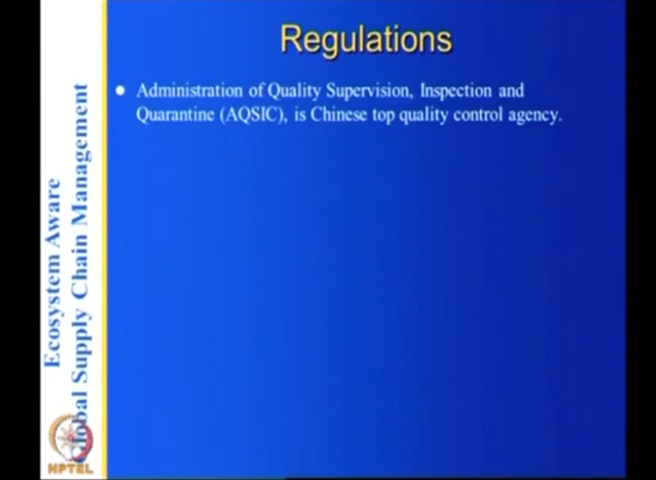 Regulations
Administration of Quality Supervision, Inspection and
Quarantine (AQSIC), is Chinese top quality control agency.
Ecosystem Aware
Global Supply Chain Management
NPTEL